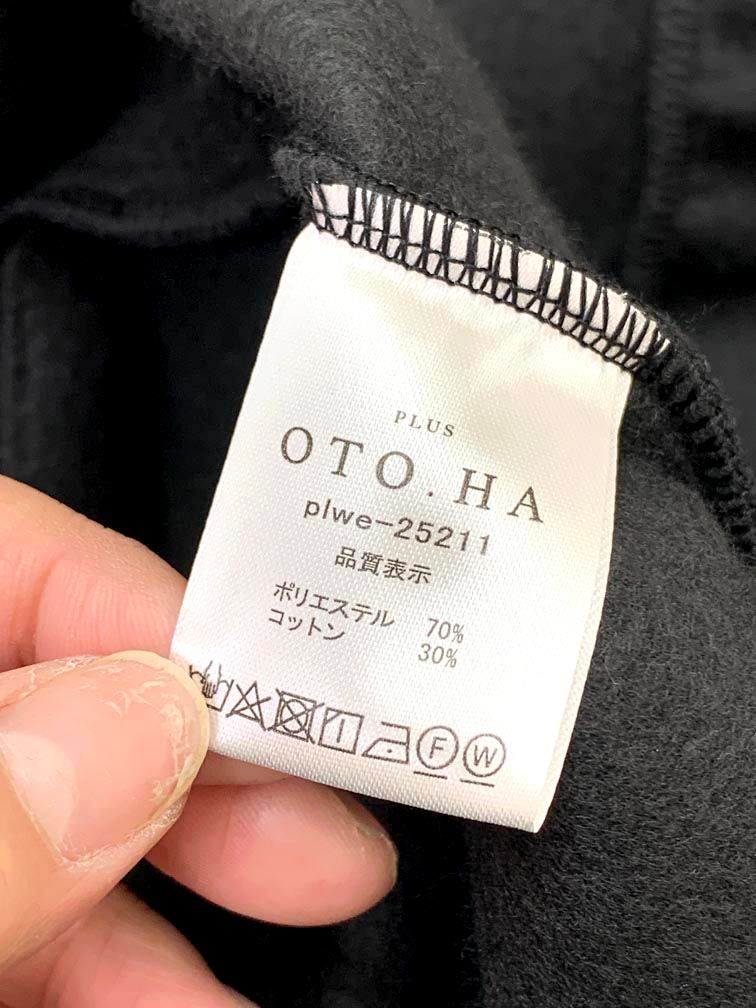 PLUS
OTO.HA
plwe-25211
品質表示
ポリエステル 70%
コットン 30%
F W